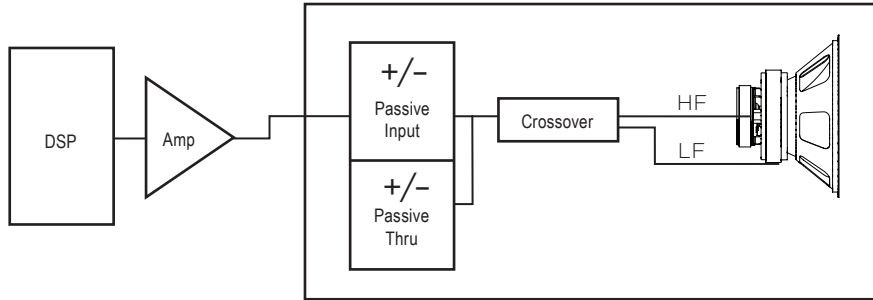 DSP
Amp
+/–
Passive
Input
+/–
Passive
Thru
Crossover
HF
LF